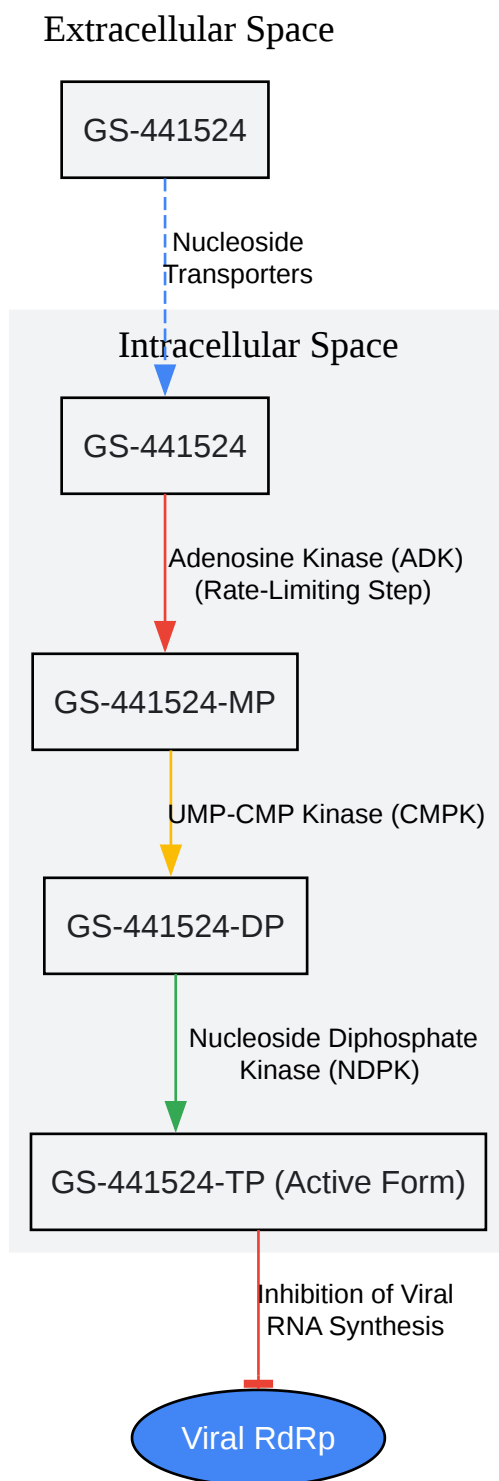 Extracellular Space
GS-441524
Nucleoside
Transporters
Intracellular Space
GS-441524
Adenosine Kinase (ADK)
(Rate-Limiting Step)
GS-441524-MP
UMP-CMP Kinase (CMPK)
GS-441524-DP
Nucleoside Diphosphate
Kinase (NDPK)
GS-441524-TP (Active Form)
Inhibition of Viral
RNA Synthesis
Viral RdRp